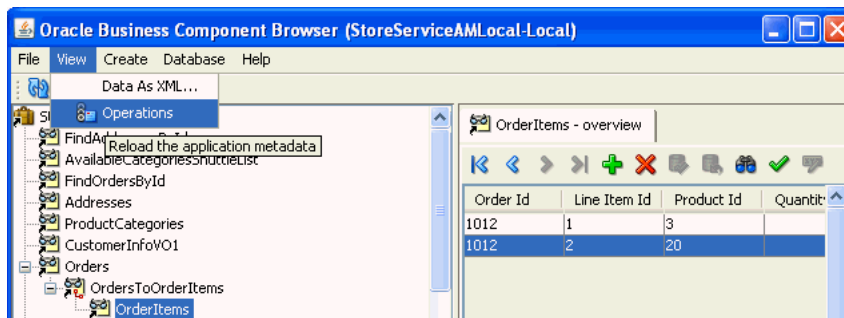 Oracle Business Component Browser (StoreServiceAMLocal-Local)
File View Create Database Help
Data As XML...
Operations
Reload the application metadata
AvailableCategoriesShuttleList
FindOrdersById
Addresses
ProductCategories
CustomerInfoVO1
Orders
OrdersToOrderItems
OrderItems
OrderItems - overview
Order Id Line Item Id Product Id
1012 1 3
1012 2 20